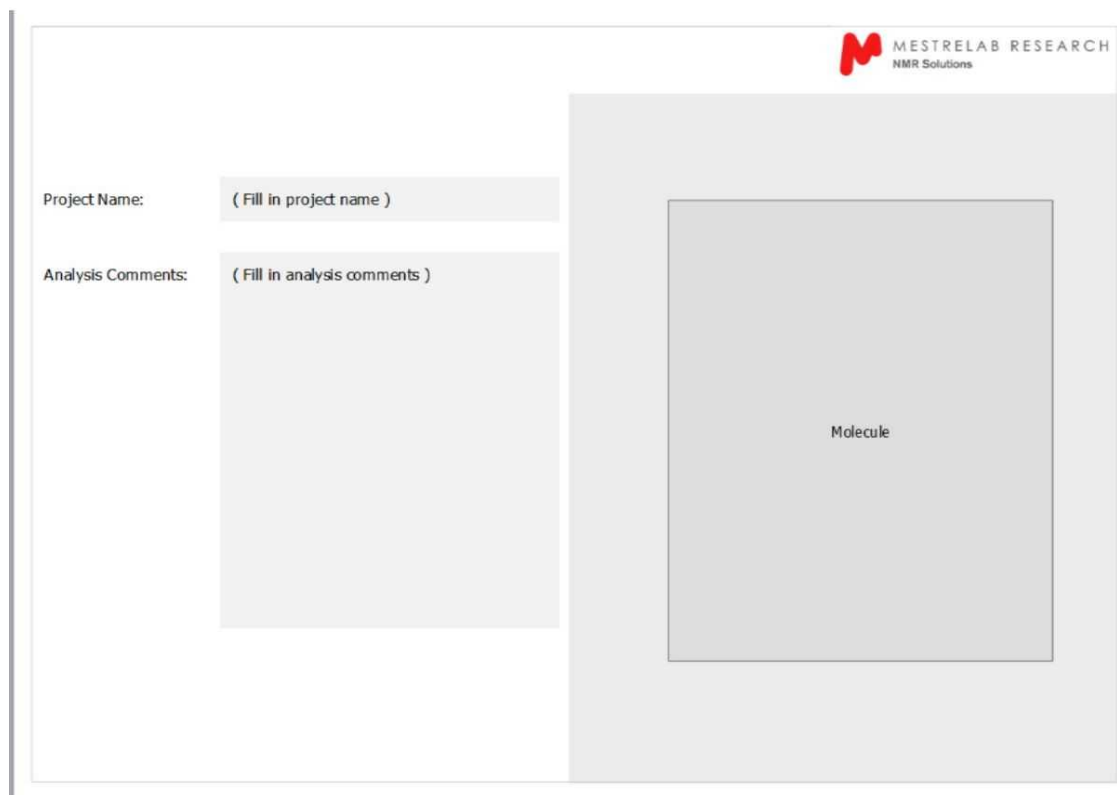 MESTRELAB RESEARCH
NMR Solutions
Project Name:
( Fill in project name )
Analysis Comments:
( Fill in analysis comments )
Molecule